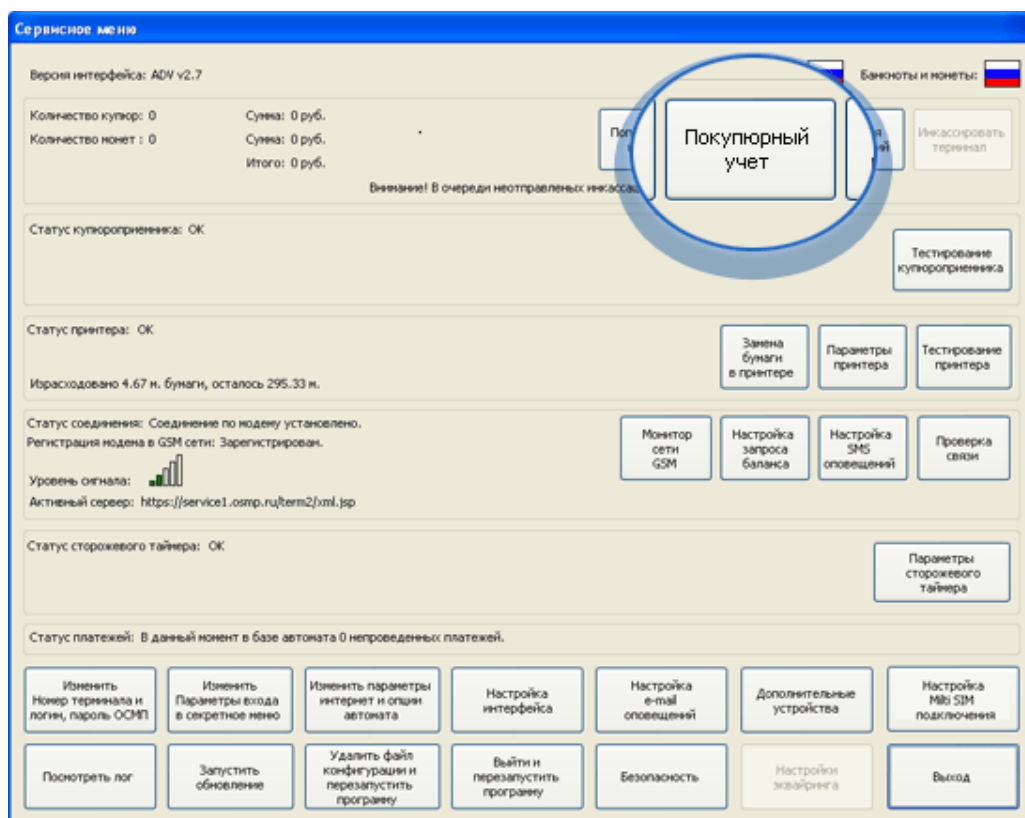 Сервисное меню
Версия интерфейса: ADV v2.7
Банкноты и монеты:
Количество купюр: 0
Сумма: 0 руб.
Количество монет : 0
Сумма: 0 руб.
Итого: 0 руб.
Внимание! В очереди неотправленых
Покупюрный
учет
Инкассировать
терминал
Статус купюроприемника: OK
Тестирование
купюроприемника
Статус принтера: OK
Замена
бумаги
в принтере
Параметры
принтера
Тестирование
принтера
Израсходовано 4.67 м. бумаги, осталось 295.33 м.
Статус соединения: Соединение по модему установлено.
Регистрация модема в GSM сети: Зарегистрирован.
Уровень сигнала:
Активный сервер: https://service1.osmp.ru/term2/xml.jsp
Монитор
сети
GSM
Настройка
запроса
баланса
Настройка
SMS
оповещений
Проверка
связи
Статус сторожевого таймера: OK
Параметры
сторожевого
таймера
Статус платежей: В данный момент в базе автомата 0 непроведенных платежей.
Изменить
Номер терминала и
логин, пароль ОСМП
Изменить
Параметры входа
в секретное меню
Изменить параметры
интернет и опции
автомата
Настройка
интерфейса
Настройка
e-mail
оповещений
Дополнительные
устройства
Настройка
Milti SIM
подключения
Посмотреть лог
Запустить
обновление
Удалить файл
конфигурации и
перезапустить
программу
Выйти и
перезапустить
программу
Безопасность
Настройки
эквайринга
Выход